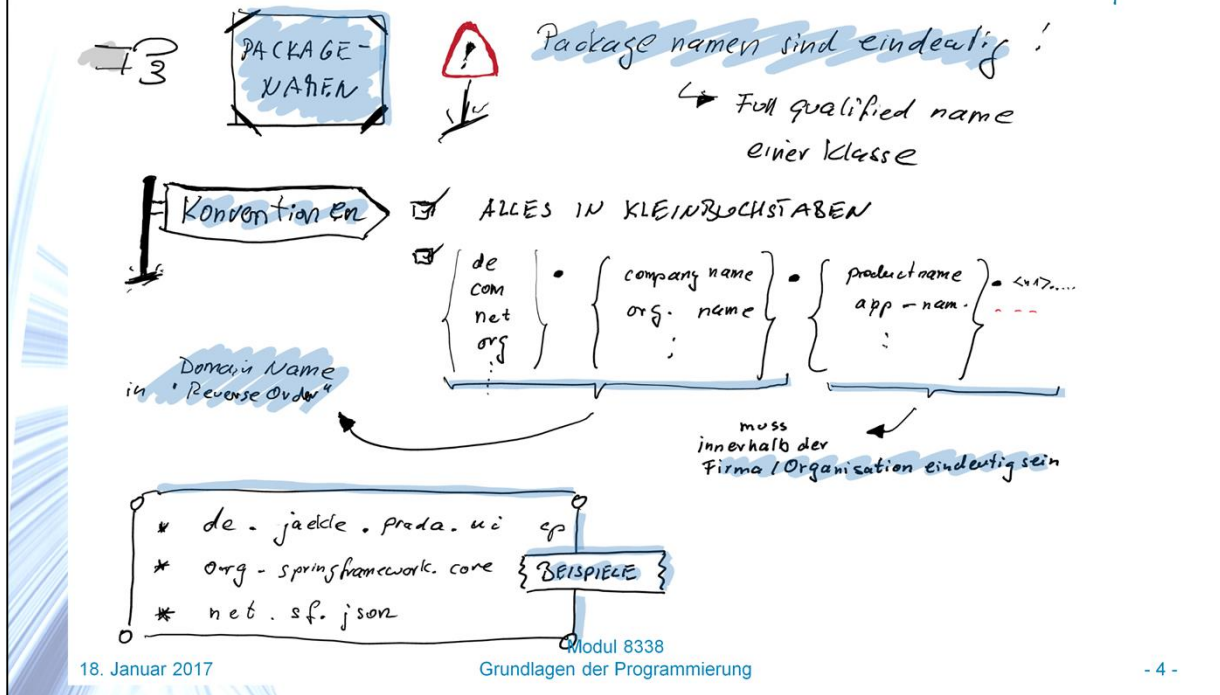 3
PACKAGE-
NAMEN
!
Package namen sind eindeutig !
Full qualified name
einer Klasse
Konventionen
ALLES IN KLEINBUCHSTABEN
de
com
net
org
⋮
.
company name
org. name
⋮
.
productname
app-nam.
⋮
.
- - -
Domain Name
in "Reverse Order"
muss
innerhalb der
Firma / Organisation eindeutig sein
* de. jaekle. prada. ui
* org. springframework. core
* net. sf. json
BEISPIELE
18. Januar 2017
Modul 8338
Grundlagen der Programmierung
- 4 -